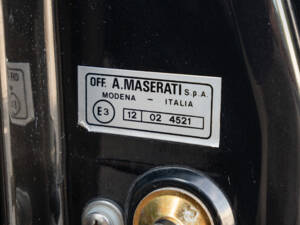 OFF. A.MASERATI S.p.A.
MODENA – ITALIA
E3 12 02 4521